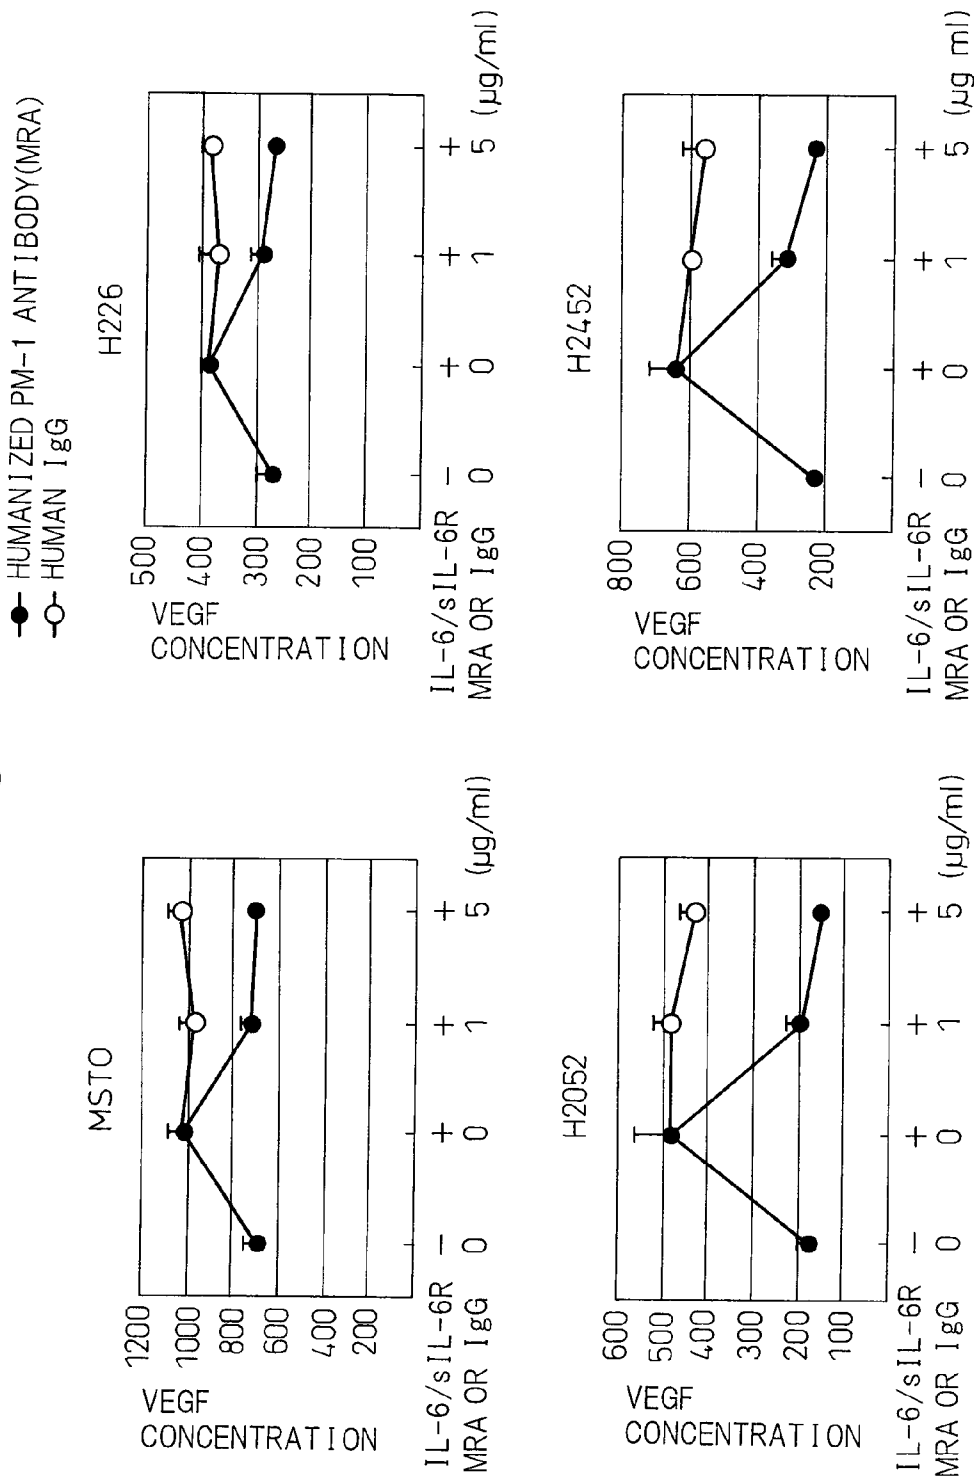 HUMANIZED PM-1 ANTIBODY(MRA)
HUMAN IgG
MSTO
1200
1000
800
600
400
200
VEGF
CONCENTRATION
IL-6/sIL-6R - + + +
MRA OR IgG 0 0 1 5 (µg/ml)
H226
500
400
300
200
100
VEGF
CONCENTRATION
IL-6/sIL-6R - + + +
MRA OR IgG 0 0 1 5 (µg/ml)
H2052
600
500
400
300
200
100
VEGF
CONCENTRATION
IL-6/sIL-6R - + + +
MRA OR IgG 0 0 1 5 (µg/ml)
H2452
800
600
400
200
VEGF
CONCENTRATION
IL-6/sIL-6R - + + +
MRA OR IgG 0 0 1 5 (µg ml)